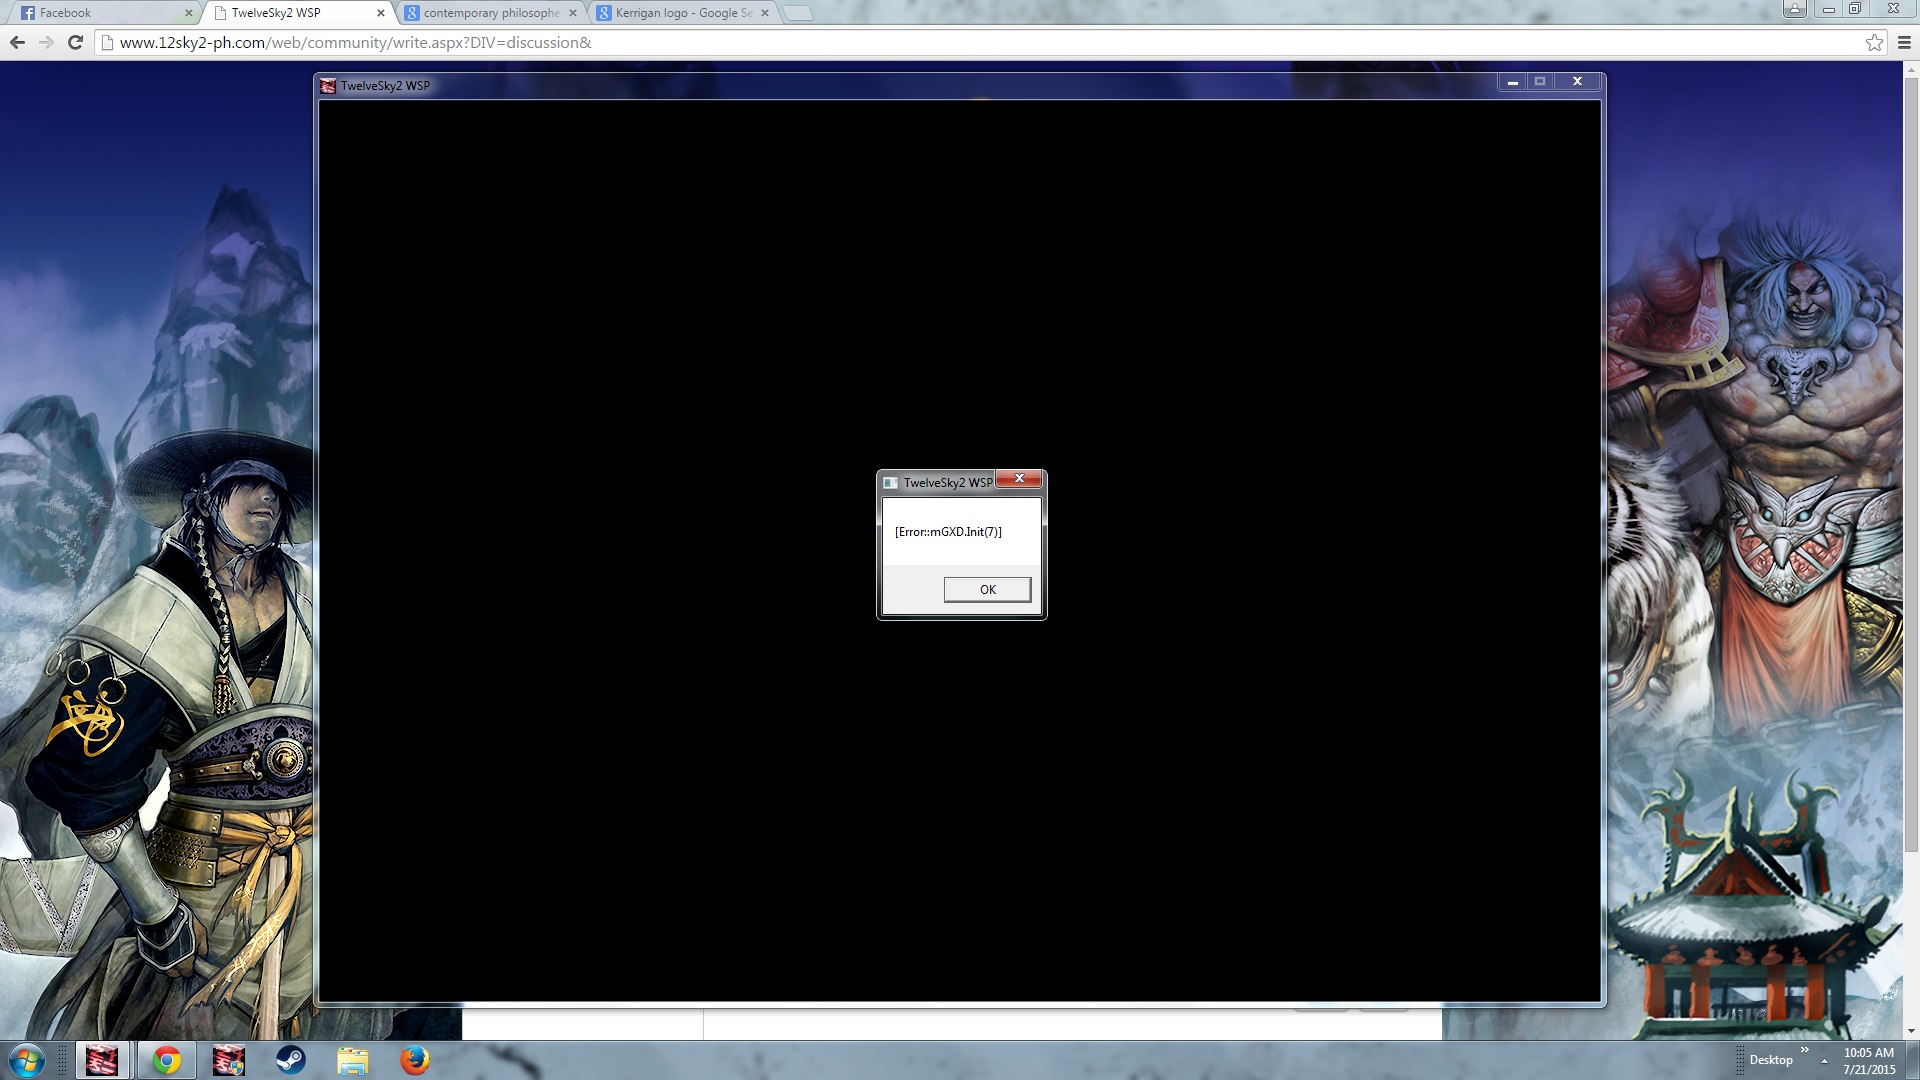 Facebook
TwelveSky2 WSP
contemporary philosophe
Kerrigan logo - Google Se
www.12sky2-ph.com/web/community/write.aspx?DIV=discussion&
TwelveSky2 WSP
TwelveSky2 WSP
[Error::mGXD.Init(7)]
OK
Desktop
10:05 AM
7/21/2015